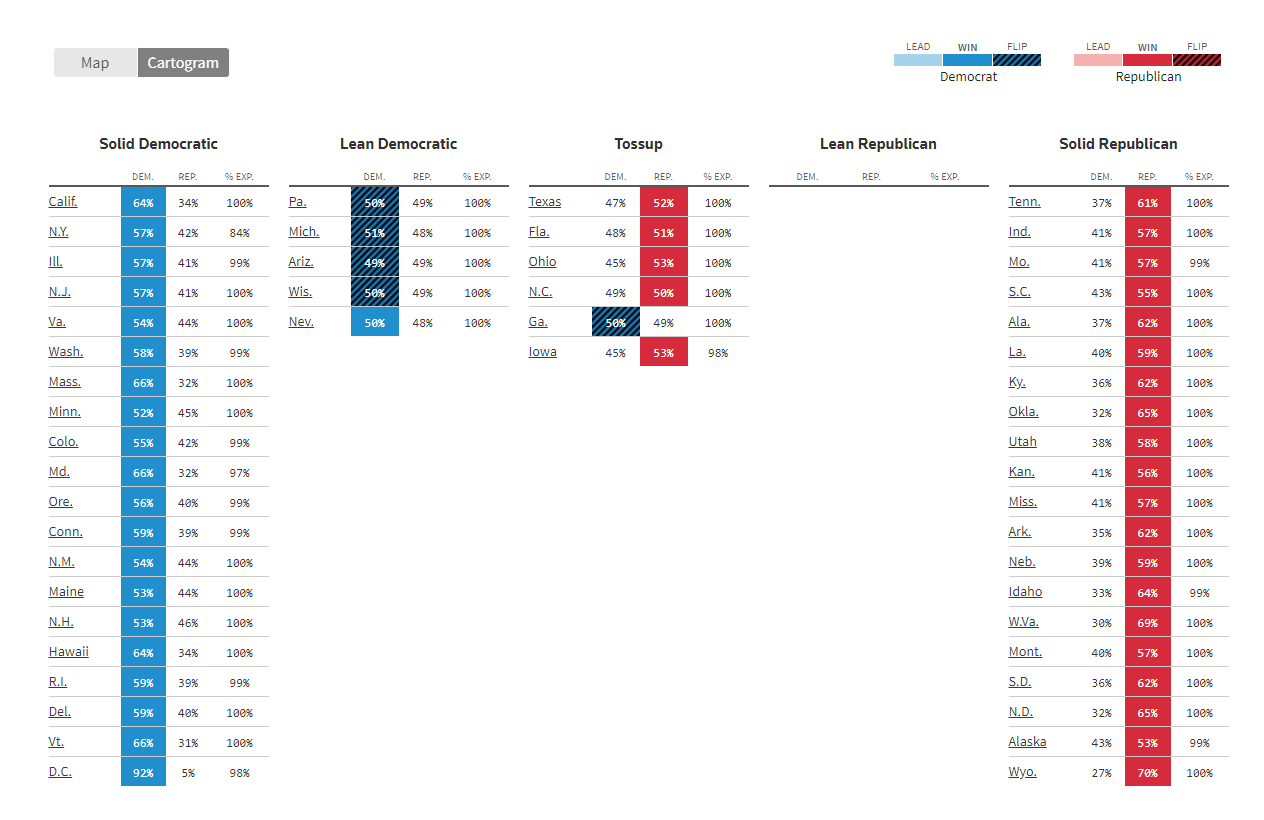 Map Cartogram
LEAD WIN FLIP LEAD WIN FLIP
Democrat Republican
Solid Democratic Lean Democratic Tossup Lean Republican Solid Republican
DEM. REP. % EXP. DEM. REP. % EXP. DEM. REP. % EXP. DEM. REP. % EXP. DEM. REP. % EXP.
Calif. 64% 34% 100% Pa. 50% 49% 100% Texas 47% 52% 100% Tenn. 37% 61% 100%
N.Y. 57% 42% 84% Mich. 51% 48% 100% Fla. 48% 51% 100% Ind. 41% 57% 100%
Ill. 57% 41% 99% Ariz. 49% 49% 100% Ohio 45% 53% 100% Mo. 41% 57% 99%
N.J. 57% 41% 100% Wis. 50% 49% 100% N.C. 49% 50% 100% S.C. 43% 55% 100%
Va. 54% 44% 100% Nev. 50% 48% 100% Ga. 50% 49% 100% Ala. 37% 62% 100%
Wash. 58% 39% 99% Iowa 45% 53% 98% La. 40% 59% 100%
Mass. 66% 32% 100% Ky. 36% 62% 100%
Minn. 52% 45% 100% Okla. 32% 65% 100%
Colo. 55% 42% 99% Utah 38% 58% 100%
Md. 66% 32% 97% Kan. 41% 56% 100%
Ore. 56% 40% 99% Miss. 41% 57% 100%
Conn. 59% 39% 99% Ark. 35% 62% 100%
N.M. 54% 44% 100% Neb. 39% 59% 100%
Maine 53% 44% 100% Idaho 33% 64% 99%
N.H. 53% 46% 100% W.Va. 30% 69% 100%
Hawaii 64% 34% 100% Mont. 40% 57% 100%
R.I. 59% 39% 99% S.D. 36% 62% 100%
Del. 59% 40% 100% N.D. 32% 65% 100%
Vt. 66% 31% 100% Alaska 43% 53% 99%
D.C. 92% 5% 98% Wyo. 27% 70% 100%